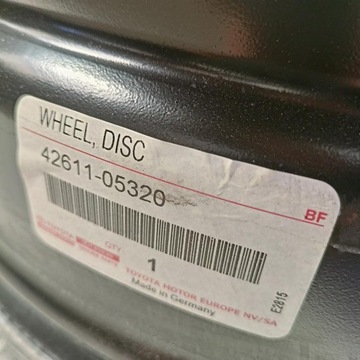 WHEEL, DISC
42611-05320
BF
QTY
1
TOYOTA MOTOR EUROPE NV/SA
Made in Germany
E2815